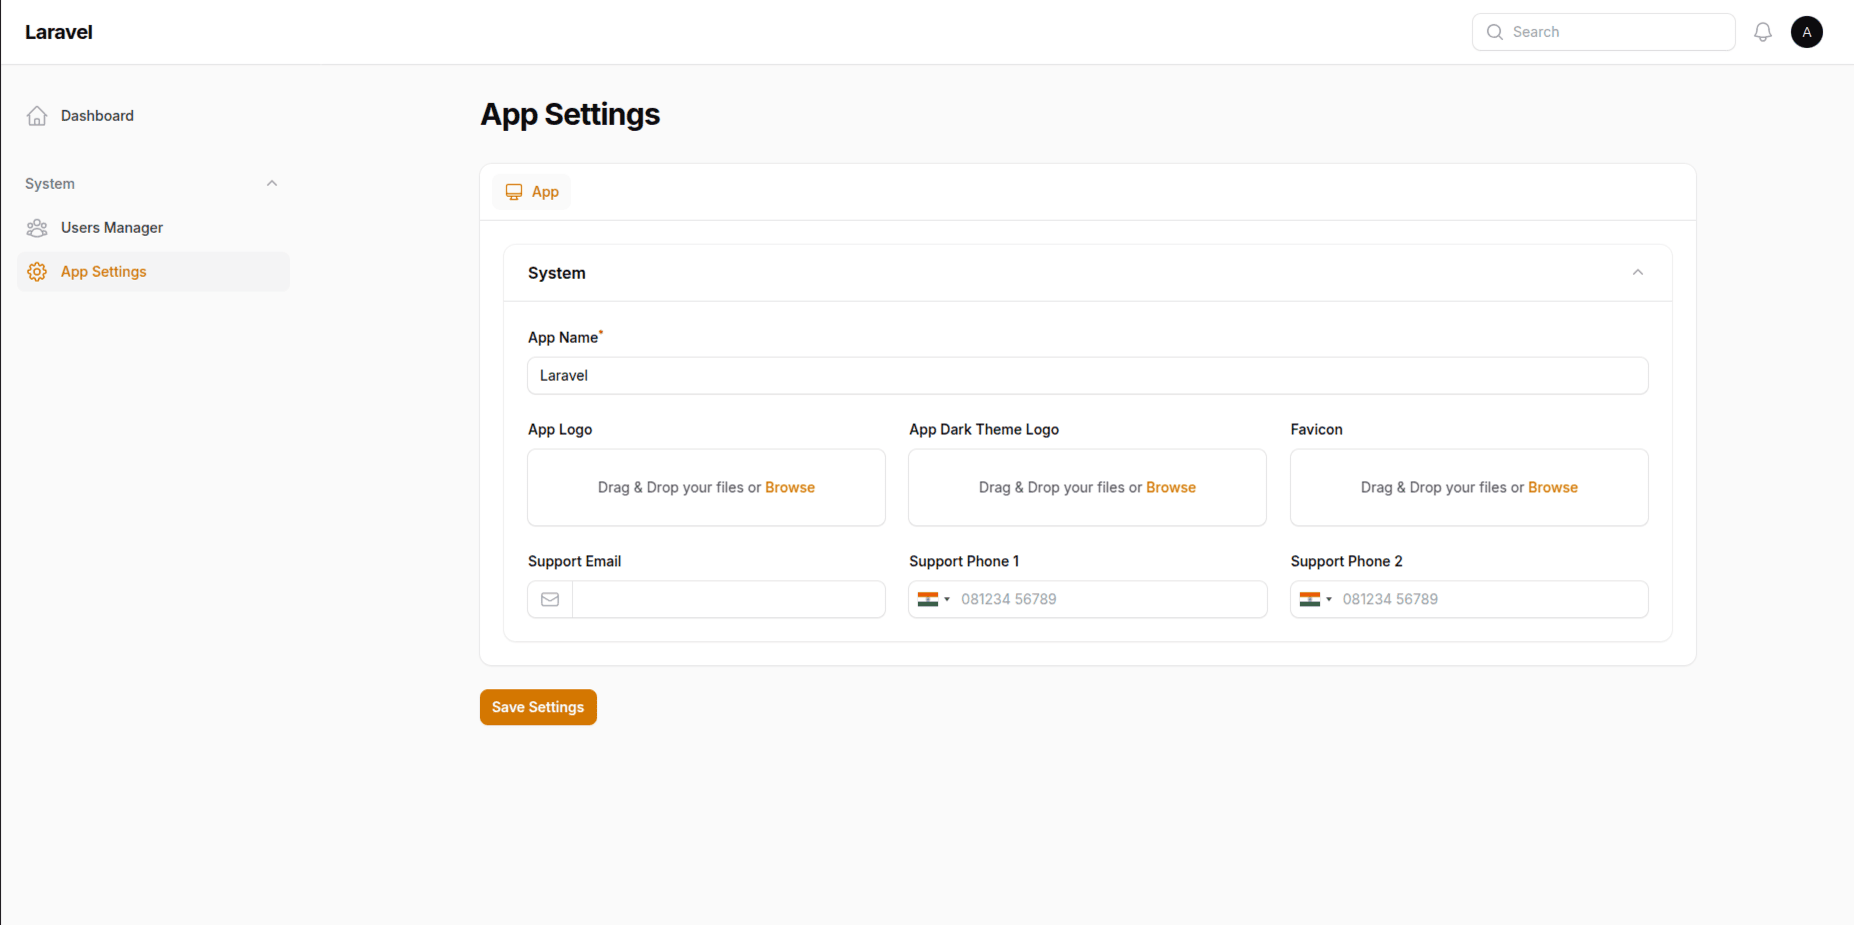 Laravel
Search
A
Dashboard
System
Users Manager
App Settings
App Settings
App
System
App Name*
Laravel
App Logo
App Dark Theme Logo
Favicon
Drag & Drop your files or Browse
Drag & Drop your files or Browse
Drag & Drop your files or Browse
Support Email
Support Phone 1
Support Phone 2
081234 56789
081234 56789
Save Settings